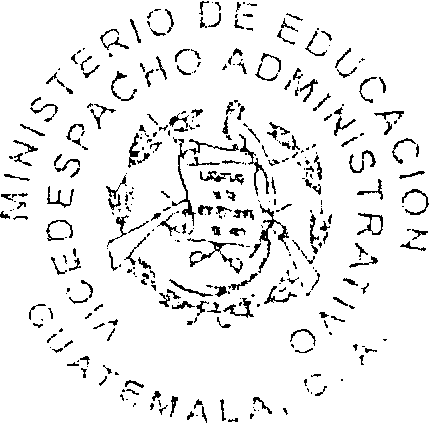 MINISTERIO DE EDUCACION
VICEDESPACHO ADMINISTRATIVO
GUATEMALA, C. A.